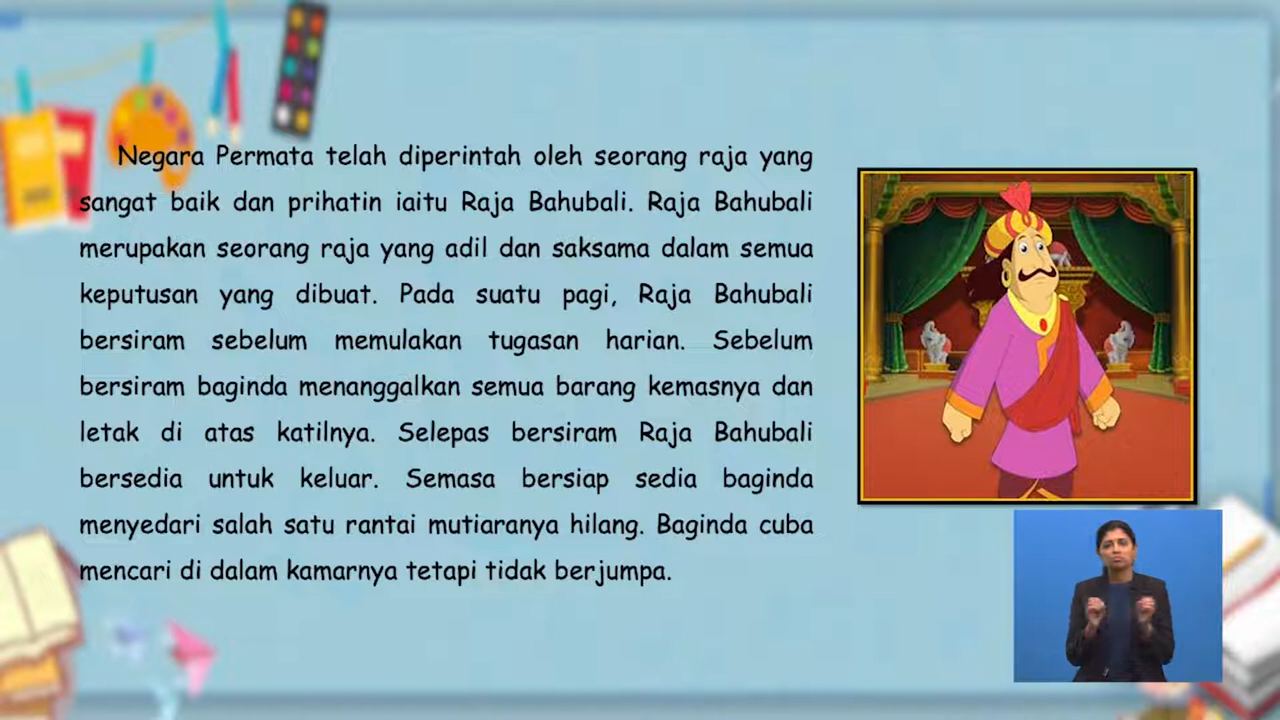 Negara Permata telah diperintah oleh seorang raja yang
sangat baik dan prihatin iaitu Raja Bahubali. Raja Bahubali
merupakan seorang raja yang adil dan saksama dalam semua
keputusan yang dibuat. Pada suatu pagi, Raja Bahubali
bersiram sebelum memulakan tugasan harian. Sebelum
bersiram baginda menanggalkan semua barang kemasnya dan
letak di atas katilnya. Selepas bersiram Raja Bahubali
bersedia untuk keluar. Semasa bersiap sedia baginda
menyedari salah satu rantai mutiaranya hilang. Baginda cuba
mencari di dalam kamarnya tetapi tidak berjumpa.